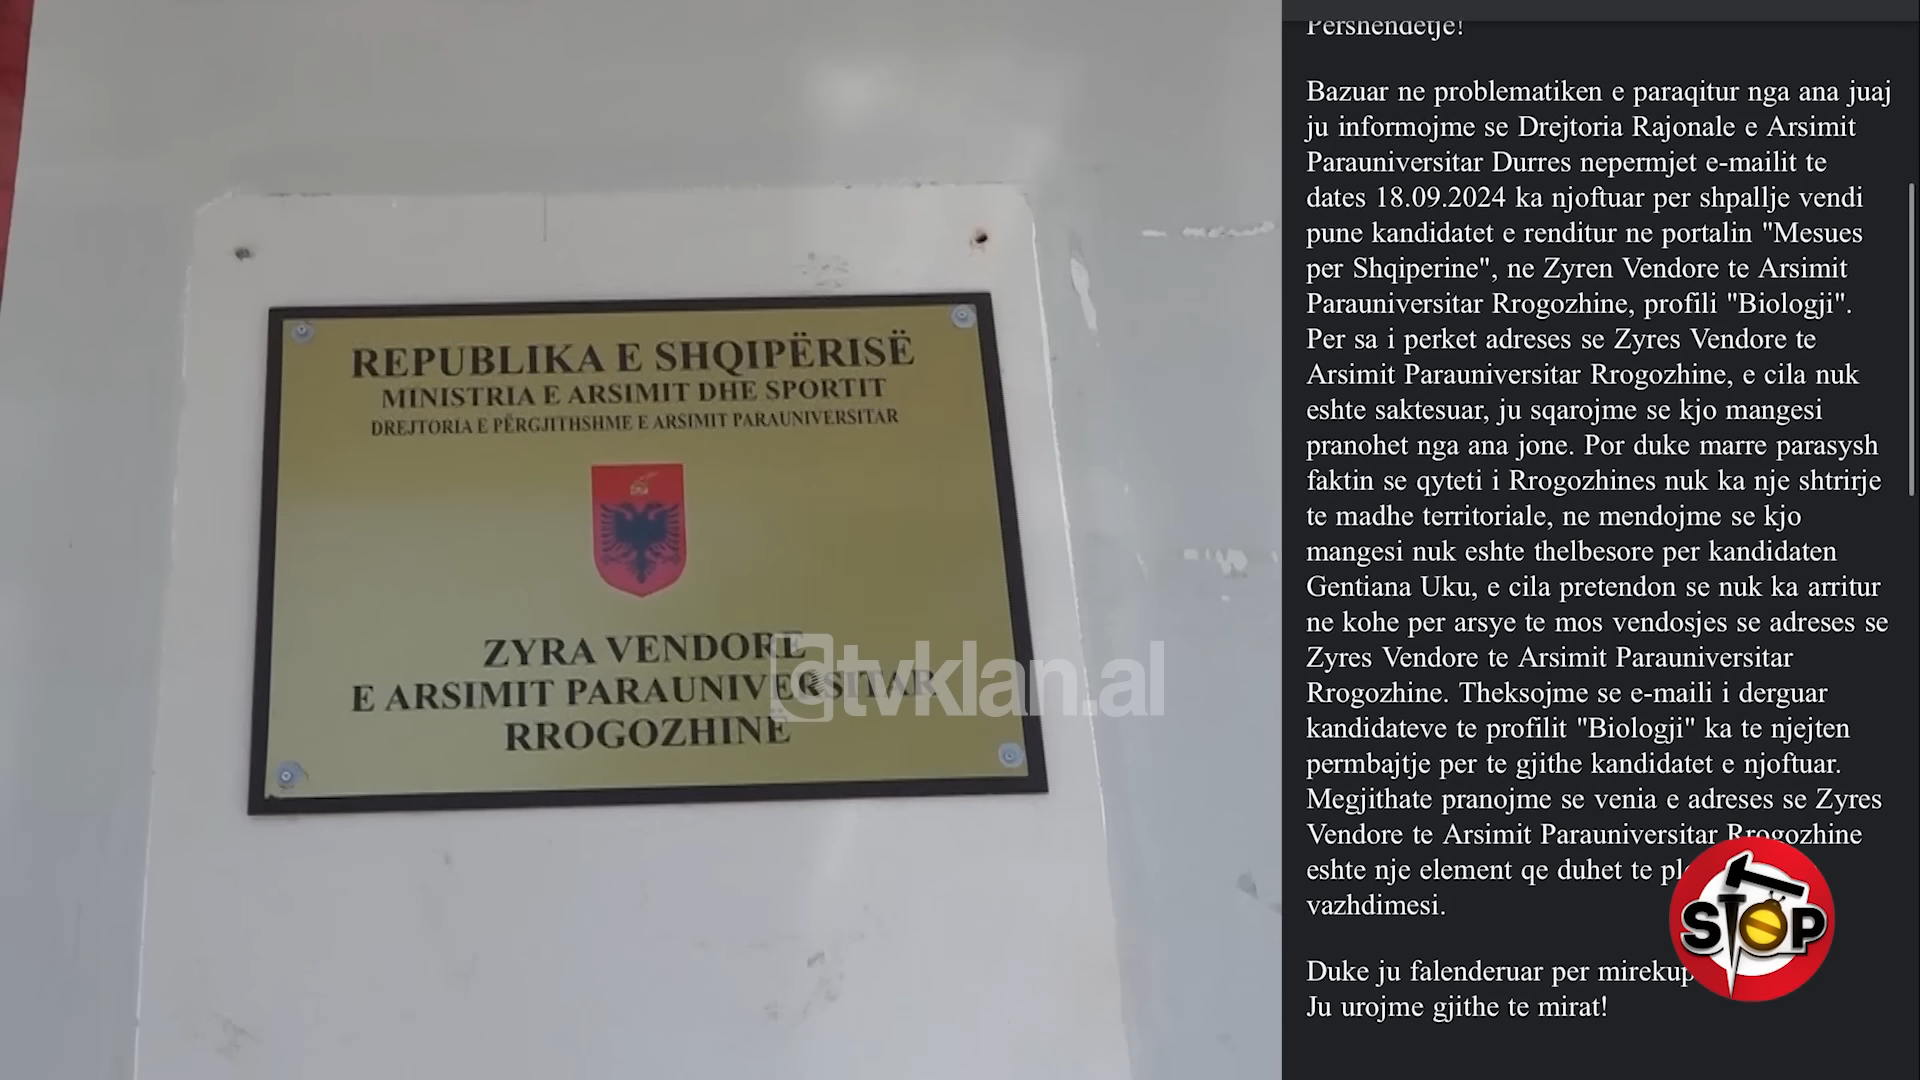 REPUBLIKA E SHQIPËRISË
MINISTRIA E ARSIMIT DHE SPORTIT
DREJTORIA E PËRGJITHSHME E ARSIMIT PARAUNIVERSITAR
ZYRA VENDORE
E ARSIMIT PARAUNIVERSITAR
RROGOZHINË
tvklan.al
Pershendetje!
Bazuar ne problematiken e paraqitur nga ana juaj
ju informojme se Drejtoria Rajonale e Arsimit
Parauniversitar Durres nepermjet e-mailit te
dates 18.09.2024 ka njoftuar per shpallje vendi
pune kandidatet e renditur ne portalin "Mesues
per Shqiperine", ne Zyren Vendore te Arsimit
Parauniversitar Rrogozhine, profili "Biologji".
Per sa i perket adreses se Zyres Vendore te
Arsimit Parauniversitar Rrogozhine, e cila nuk
eshte saktesuar, ju sqarojme se kjo mangesi
pranohet nga ana jone. Por duke marre parasysh
faktin se qyteti i Rrogozhines nuk ka nje shtrirje
te madhe territoriale, ne mendojme se kjo
mangesi nuk eshte thelbesore per kandidaten
Gentiana Uku, e cila pretendon se nuk ka arritur
ne kohe per arsye te mos vendosjes se adreses se
Zyres Vendore te Arsimit Parauniversitar
Rrogozhine. Theksojme se e-maili i derguar
kandidateve te profilit "Biologji" ka te njejten
permbajtje per te gjithe kandidatet e njoftuar.
Megjithate pranojme se venia e adreses se Zyres
Vendore te Arsimit Parauniversitar Rrogozhine
eshte nje element qe duhet te
vazhdimesi.
Duke ju falenderuar per
Ju urojme gjithe te mirat!
STOP